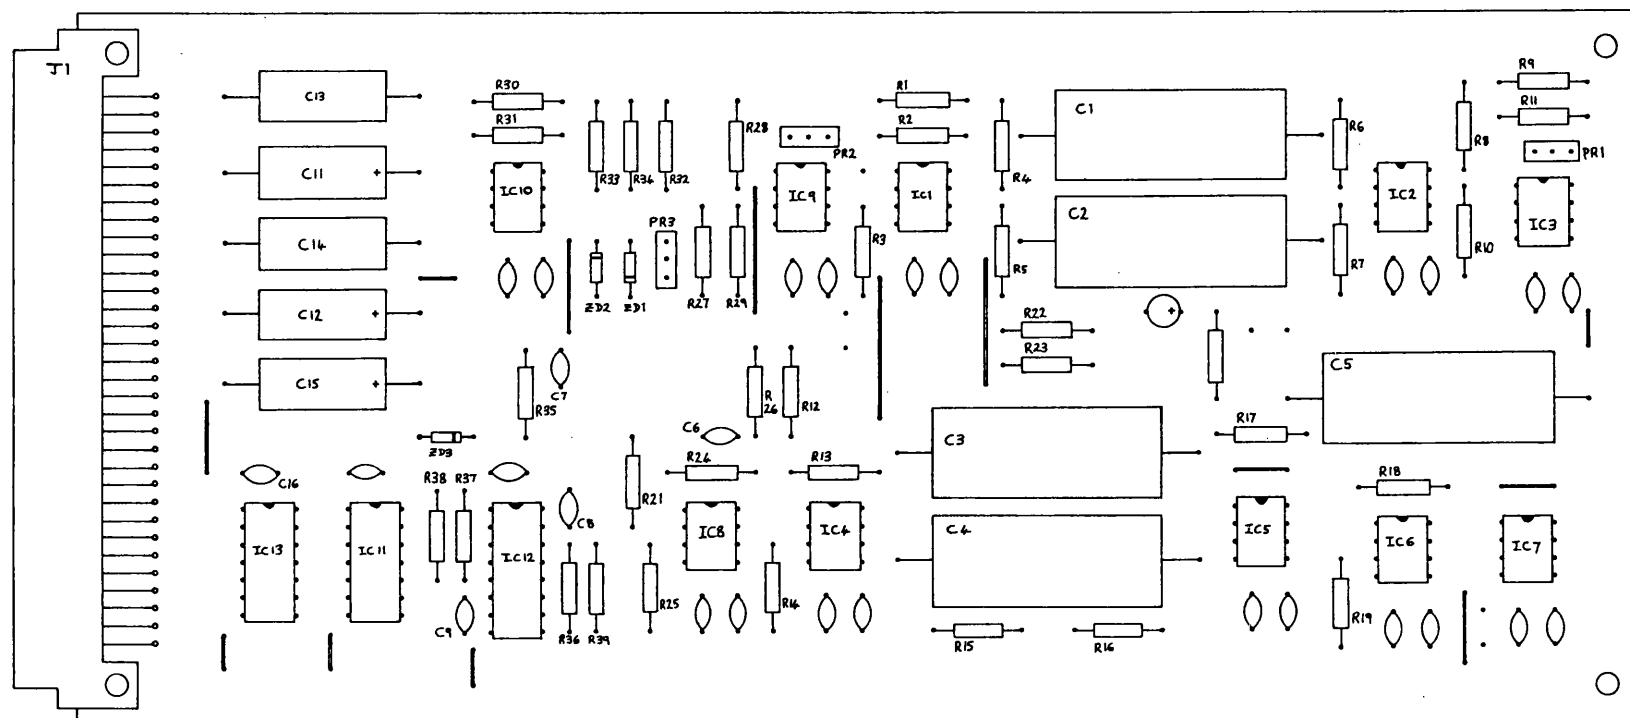 J1
C13
C11
+
C14
C12
+
C15
+
R30
R31
IC10
R33
R34
R32
R28
PR2
IC9
R1
R2
IC1
R3
R4
R5
C1
C2
R6
R7
R8
R10
R9
R11
PR1
IC2
IC3
PR3
ZD2
ZD1
R27
R29
R22
R23
+
C5
C7
R35
R
26
R12
C6
ZD3
R38
R37
C16
R24
R13
R21
C3
R17
R18
C8
IC13
IC11
IC12
IC8
IC4
C4
IC5
IC6
IC7
C9
R36
R39
R25
R14
R15
R16
R19